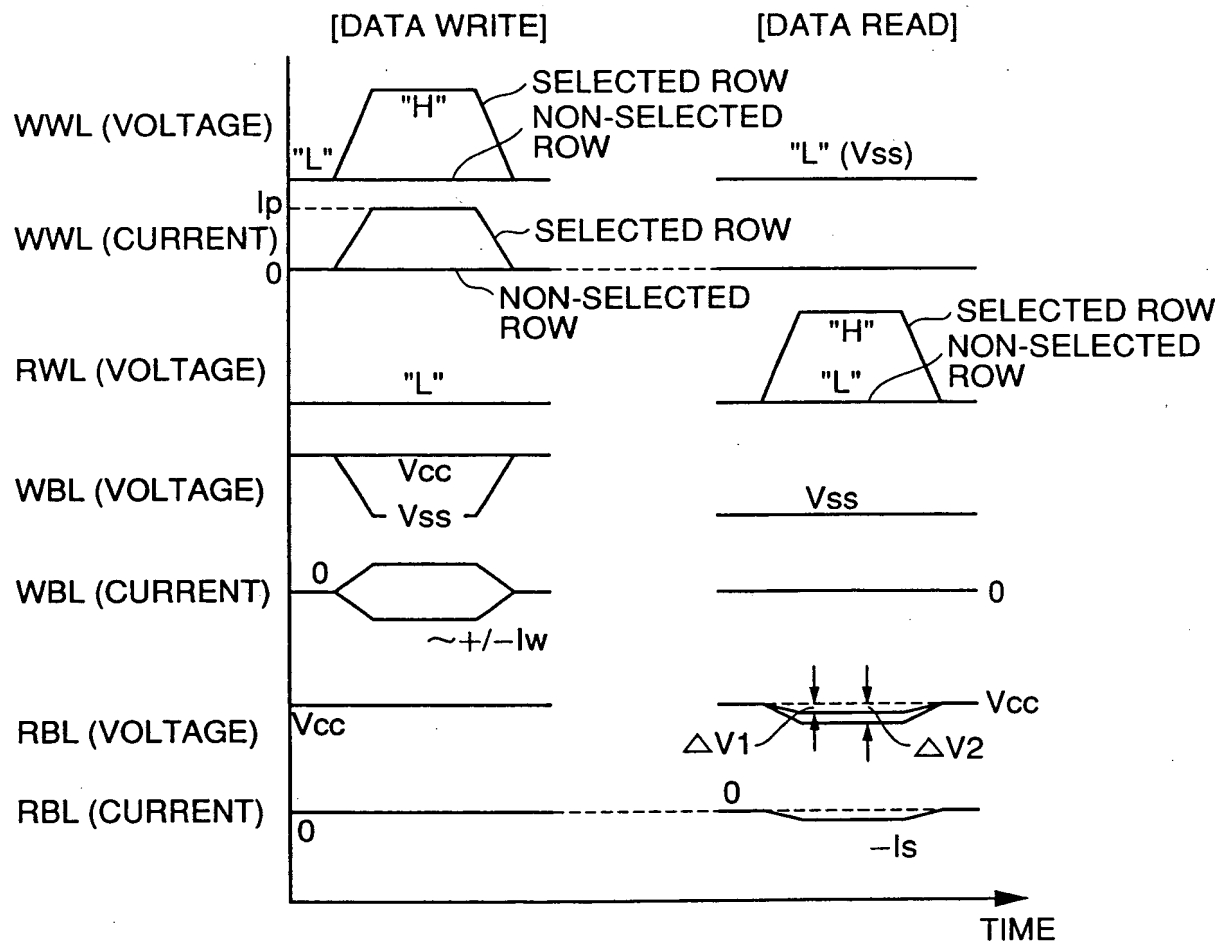 [DATA WRITE]
[DATA READ]
WWL (VOLTAGE)
"L"
"H"
SELECTED ROW
NON-SELECTED
ROW
"L" (Vss)
WWL (CURRENT)
Ip
0
SELECTED ROW
NON-SELECTED
ROW
RWL (VOLTAGE)
"L"
"H"
"L"
SELECTED ROW
NON-SELECTED
ROW
WBL (VOLTAGE)
Vcc
Vss
Vss
WBL (CURRENT)
0
~+/-Iw
0
RBL (VOLTAGE)
Vcc
△V1
△V2
Vcc
RBL (CURRENT)
0
0
-Is
TIME